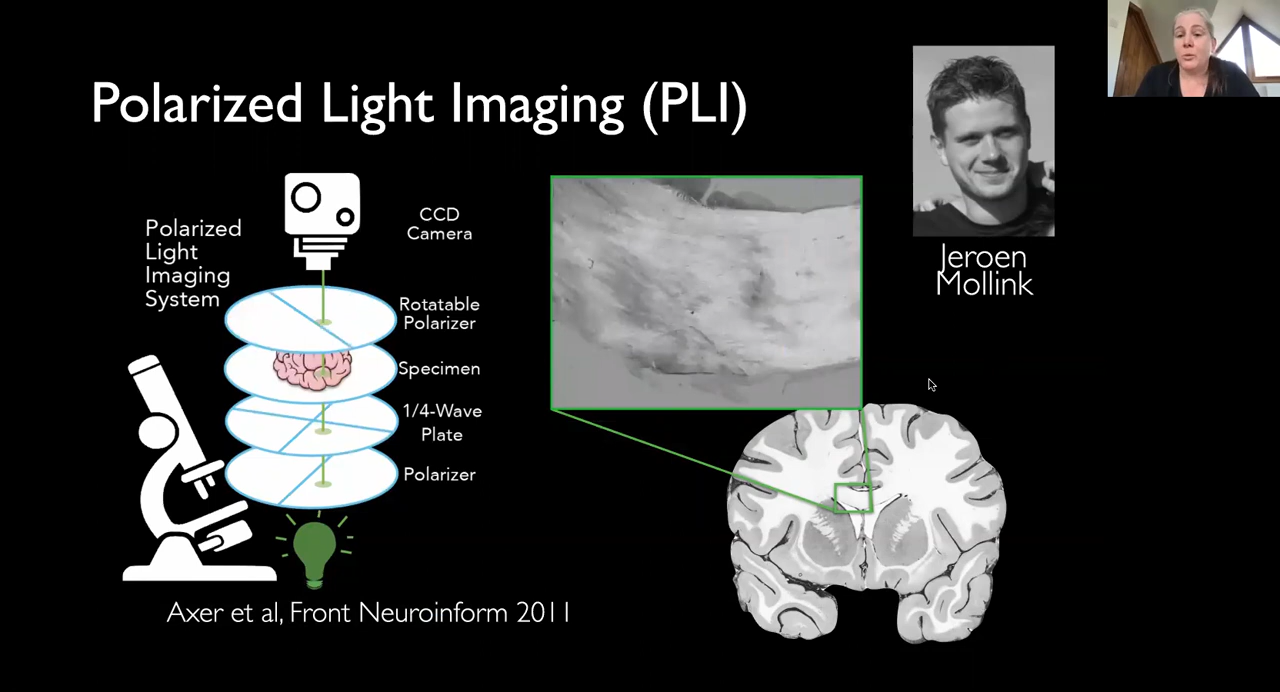 Polarized Light Imaging (PLI)
Polarized
Light
Imaging
System
CCD
Camera
Rotatable
Polarizer
Specimen
1/4-Wave
Plate
Polarizer
Axer et al, Front Neuroinform 2011
Jeroen
Mollink